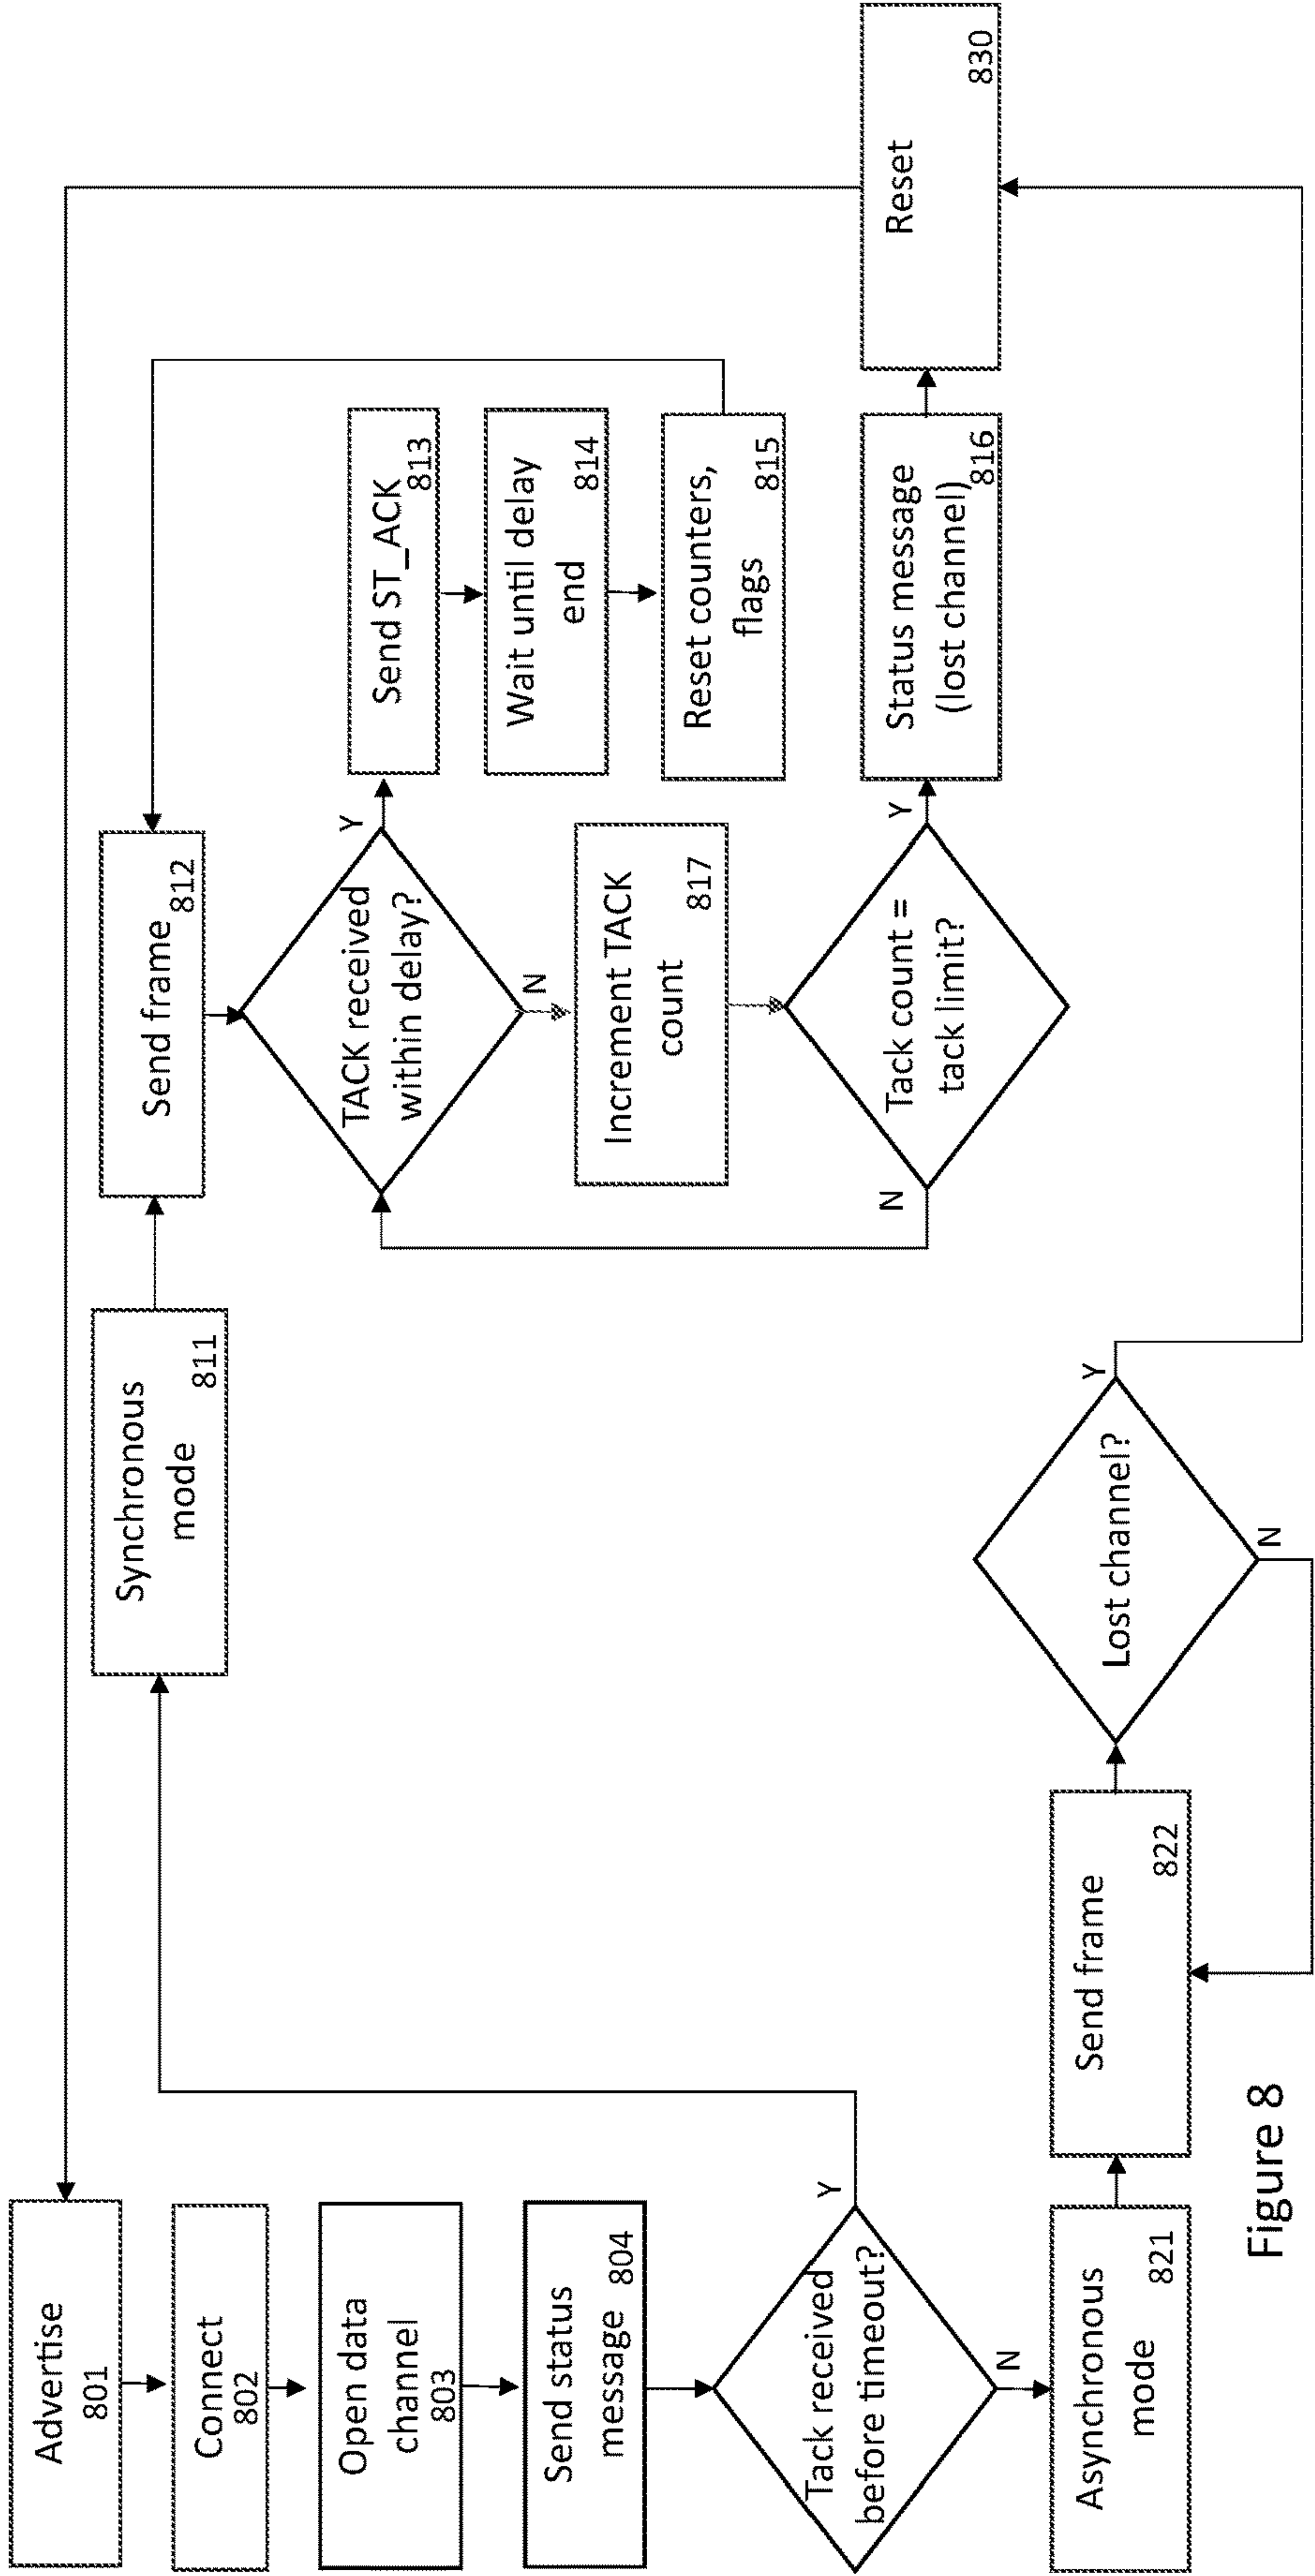 Advertise
801
Connect
802
Open data
channel
803
Send status
message 804
Tack received
before timeout?
Y
N
Synchronous
mode
811
Send frame
812
TACK received
within delay?
Y
N
Send ST_ACK
813
Wait until delay
end
814
Reset counters,
flags
815
Increment TACK
count
817
Tack count =
tack limit?
Y
N
Status message
(lost channel)
816
Reset
830
Asynchronous
mode
821
Send frame
822
Lost channel?
Y
N
Figure 8